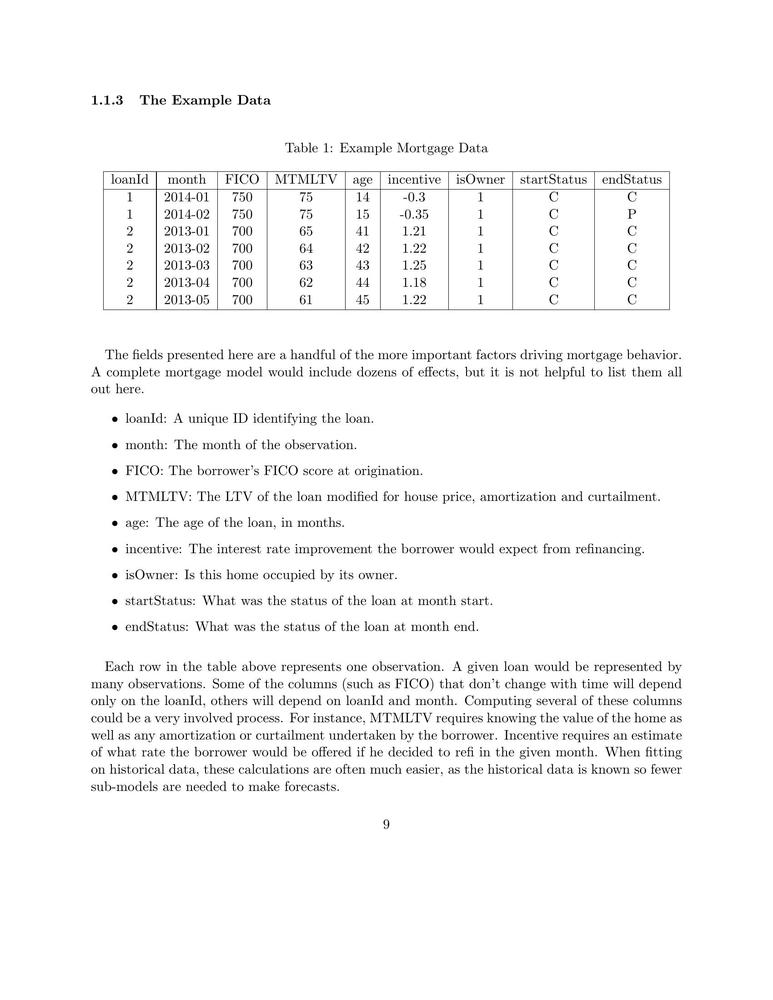 1.1.3 The Example Data
Table 1: Example Mortgage Data
loanId month FICO MTMLTV age incentive isOwner startStatus endStatus
1 2014-01 750 75 14 -0.3 1 C C
1 2014-02 750 75 15 -0.35 1 C P
2 2013-01 700 65 41 1.21 1 C C
2 2013-02 700 64 42 1.22 1 C C
2 2013-03 700 63 43 1.25 1 C C
2 2013-04 700 62 44 1.18 1 C C
2 2013-05 700 61 45 1.22 1 C C
The fields presented here are a handful of the more important factors driving mortgage behavior.
A complete mortgage model would include dozens of effects, but it is not helpful to list them all
out here.
• loanId: A unique ID identifying the loan.
• month: The month of the observation.
• FICO: The borrower's FICO score at origination.
• MTMLTV: The LTV of the loan modified for house price, amortization and curtailment.
• age: The age of the loan, in months.
• incentive: The interest rate improvement the borrower would expect from refinancing.
• isOwner: Is this home occupied by its owner.
• startStatus: What was the status of the loan at month start.
• endStatus: What was the status of the loan at month end.
Each row in the table above represents one observation. A given loan would be represented by
many observations. Some of the columns (such as FICO) that don't change with time will depend
only on the loanId, others will depend on loanId and month. Computing several of these columns
could be a very involved process. For instance, MTMLTV requires knowing the value of the home as
well as any amortization or curtailment undertaken by the borrower. Incentive requires an estimate
of what rate the borrower would be offered if he decided to refi in the given month. When fitting
on historical data, these calculations are often much easier, as the historical data is known so fewer
sub-models are needed to make forecasts.
9